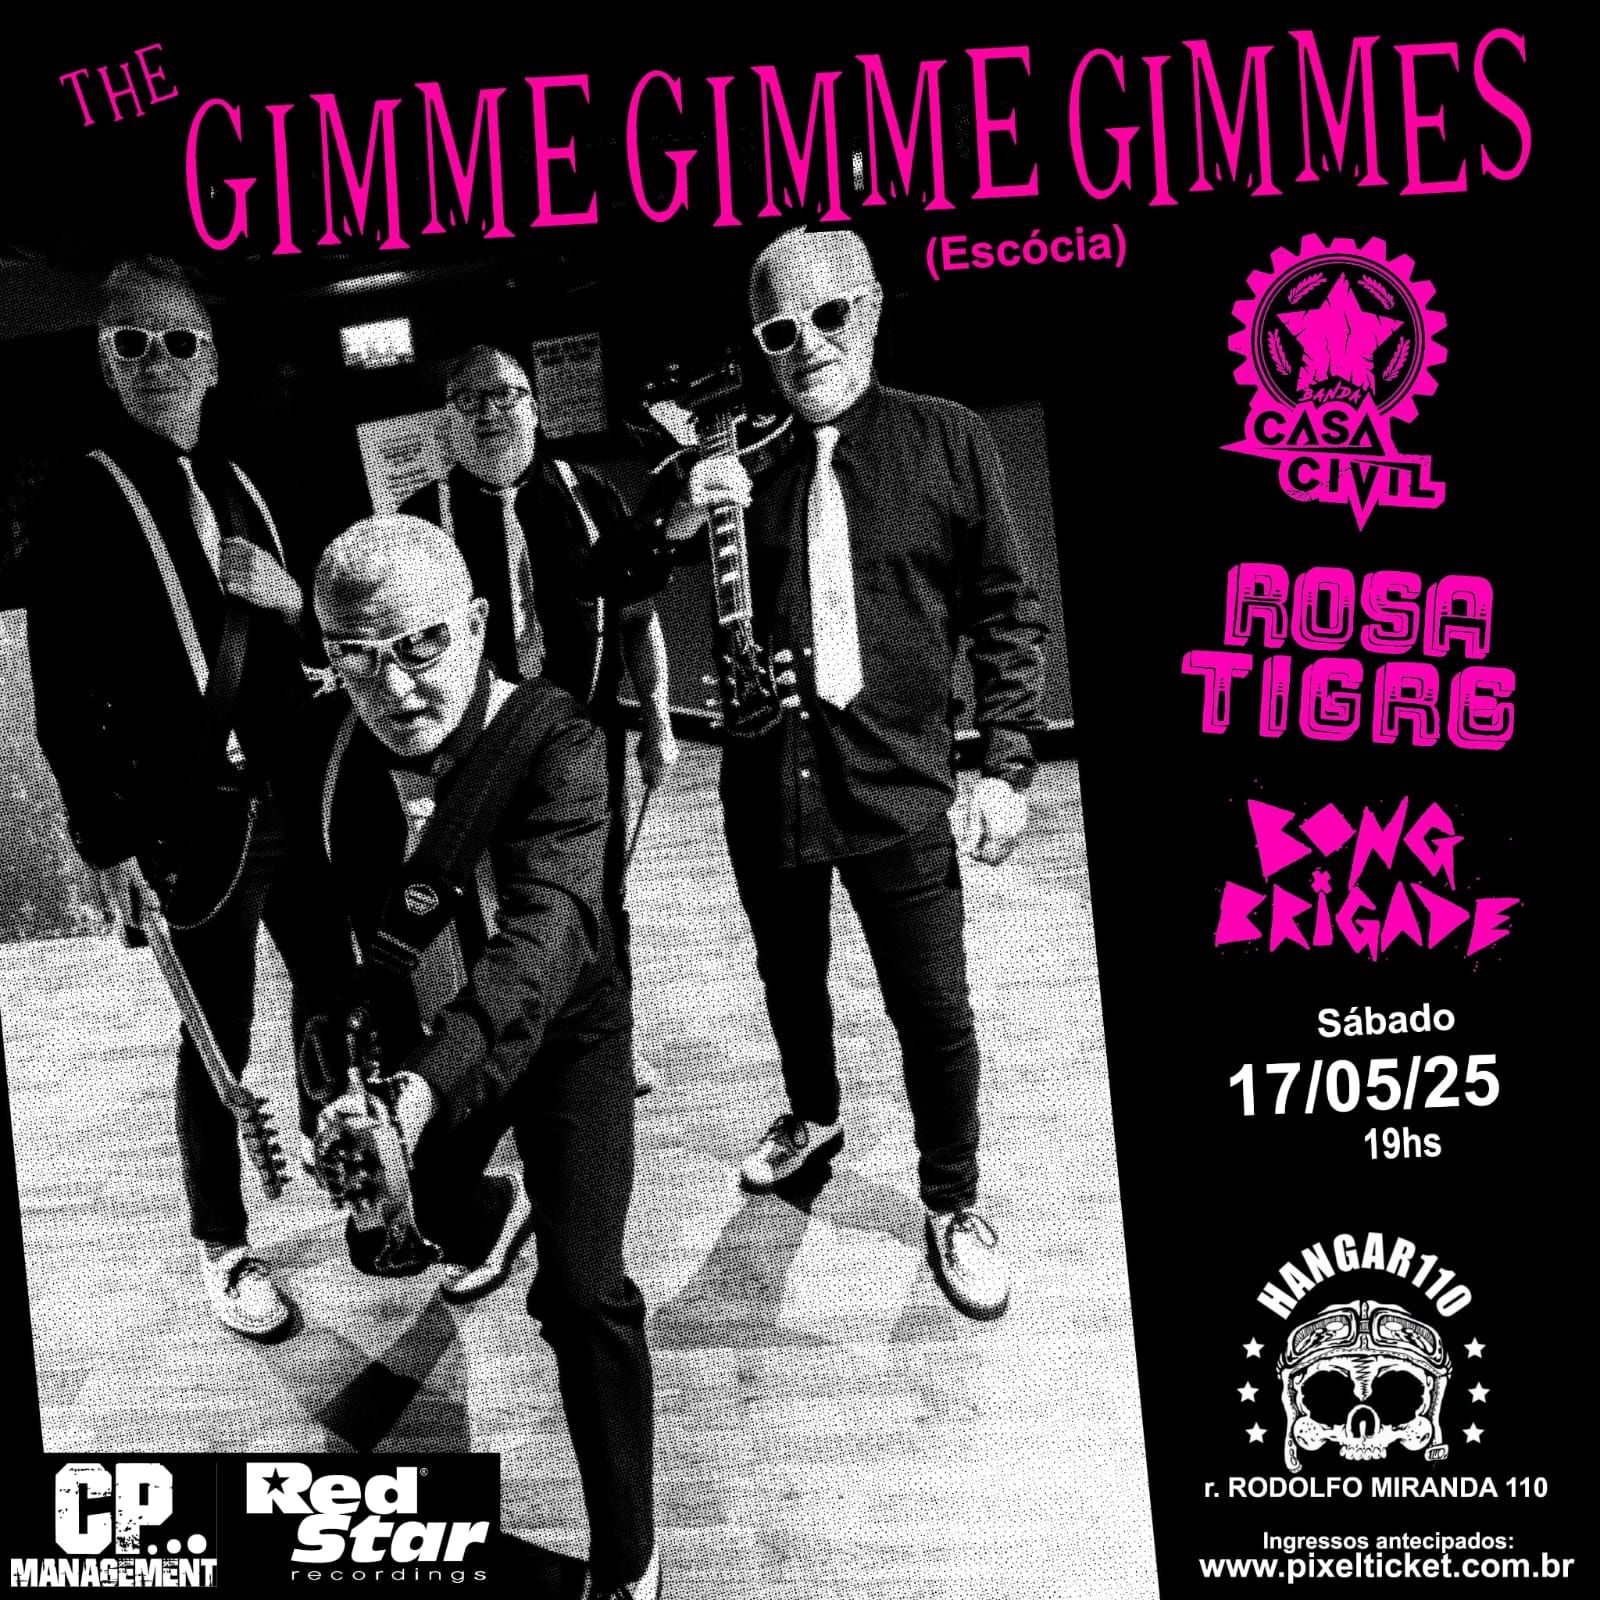 THE GIMME GIMME GIMMES
(Escócia)
BANDA
CASA
CIVIL
ROSA
TIGRE
BONG
BRIGADE
Sábado
17/05/25
19hs
HANGAR110
r. RODOLFO MIRANDA 110
Ingressos antecipados:
www.pixelticket.com.br
CP...
MANAGEMENT
Red
Star
recordings